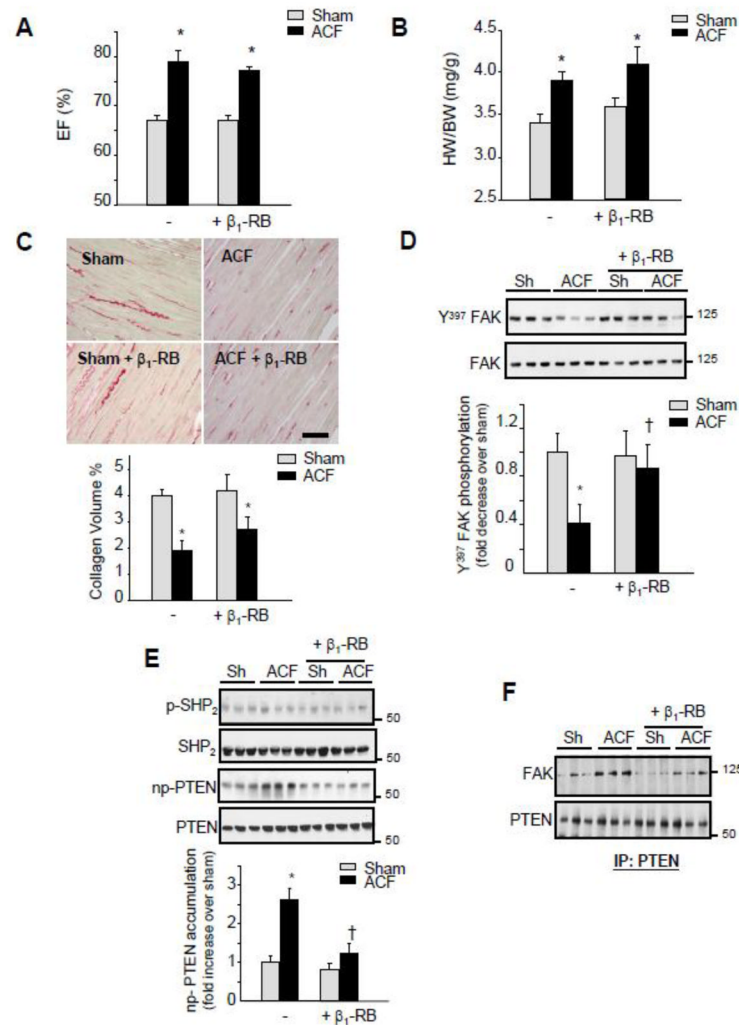 A
Sham
ACF
EF (%)
80
70
60
50
*
*
-
+ β₁-RB
B
Sham
ACF
HW/BW (mg/g)
4.5
4.0
3.5
3.0
2.5
*
*
-
+ β₁-RB
C
Sham
ACF
Sham + β₁-RB
ACF + β₁-RB
Sham
ACF
Collagen Volume %
5
4
3
2
1
0
*
*
-
+ β₁-RB
D
+ β₁-RB
Sh ACF Sh ACF
Y³⁹⁷ FAK
125
FAK
125
Sham
ACF
Y³⁹⁷ FAK phosphorylation
(fold decrease over sham)
1.2
0.8
0.4
0
*
†
-
+ β₁-RB
E
+ β₁-RB
Sh ACF Sh ACF
p-SHP₂
50
SHP₂
50
np-PTEN
50
PTEN
50
Sham
ACF
np- PTEN accumulation
(fold increase over sham)
3
2
1
0
*
†
-
+ β₁-RB
F
+ β₁-RB
Sh ACF Sh ACF
FAK
125
PTEN
50
IP: PTEN